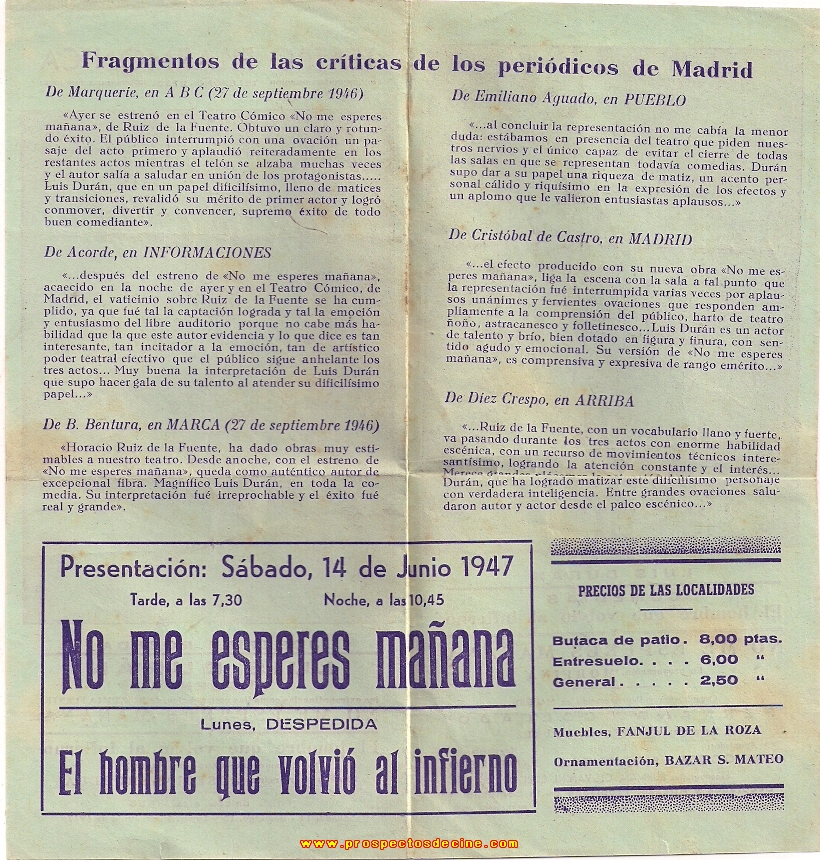 Fragmentos de las críticas de los periódicos de Madrid
De Marquerie, en A B C (27 de septiembre 1946)
«Ayer se estrenó en el Teatro Cómico «No me esperes
mañana», de Ruiz de la Fuente. Obtuvo un claro y rotun-
do éxito. El público interrumpió con una ovación un pa-
saje del acto primero y aplaudió reiteradamente en los
restantes actos mientras el telón se alzaba muchas veces
y el autor salía a saludar en unión de los protagonistas.....
Luis Durán, que en un papel dificilísimo, lleno de matices
y transiciones, revalidó su mérito de primer actor y logró
conmover, divertir y convencer, supremo éxito de todo
buen comediante».
De Acorde, en INFORMACIONES
«...después del estreno de «No me esperes mañana»,
acaecido en la noche de ayer y en el Teatro Cómico, de
Madrid, el vaticinio sobre Ruiz de la Fuente se ha cum-
plido, ya que fué tal la captación lograda y tal la emoción
y entusiasmo del libre auditorio porque no cabe más ha-
bilidad que la que este autor evidencia y lo que dice es tan
interesante, tan incitador a la emoción, tan de artístico
poder teatral efectivo que el público sigue anhelante los
tres actos... Muy buena la interpretación de Luis Durán
que supo hacer gala de su talento al atender su dificilísimo
papel...»
De B. Bentura, en MARCA (27 de septiembre 1946)
«Horacio Ruiz de la Fuente, ha dado obras muy esti-
mables a nuestro teatro. Desde anoche, con el estreno de
«No me esperes mañana», queda como auténtico autor de
excepcional fibra. Magnífico Luis Durán, en toda la co-
media. Su interpretación fué irreprochable y el éxito fué
real y grande».
De Emiliano Aguado, en PUEBLO
«...al concluir la representación no me cabía la menor
duda: estábamos en presencia del teatro que piden nues-
tros nervios y el único capaz de evitar el cierre de todas
las salas en que se representan todavía comedias. Durán
supo dar a su papel una riqueza de matiz, un acento per-
sonal cálido y riquísimo en la expresión de los efectos y
un aplomo que le valieron entusiastas aplausos...»
De Cristóbal de Castro, en MADRID
«...el efecto producido con su nueva obra «No me es-
peres mañana», liga la escena con la sala a tal punto que
la representación fué interrumpida varias veces por aplau-
sos unánimes y fervientes ovaciones que responden am-
pliamente a la comprensión del público, harto de teatro
ñoño, astracanesco y folletinesco...Luis Durán es un actor
de talento y brío, bien dotado en figura y finura, con sen-
tido agudo y emocional. Su versión de «No me esperes
mañana», es comprensiva y expresiva de rango emérito...»
De Díez Crespo, en ARRIBA
«...Ruiz de la Fuente, con un vocabulario llano y fuerte,
va pasando durante los tres actos con enorme habilidad
escénica, con un recurso de movimientos técnicos intere-
santísimo, logrando la atención constante y el interés...
Merece
Durán, que ha logrado matizar este dificilísimo personaje
con verdadera inteligencia. Entre grandes ovaciones salu-
daron autor y actor desde el palco escénico...»
Presentación: Sábado, 14 de Junio 1947
Tarde, a las 7,30 Noche, a las 10,45
No me esperes mañana
Lunes, DESPEDIDA
El hombre que volvió al infierno
PRECIOS DE LAS LOCALIDADES
Butaca de patio. 8,00 ptas.
Entresuelo. . . . 6,00 “
General . . . . . 2,50 “
Muebles, FANJUL DE LA ROZA
Ornamentación, BAZAR S. MATEO
www.prospectosdecine.com